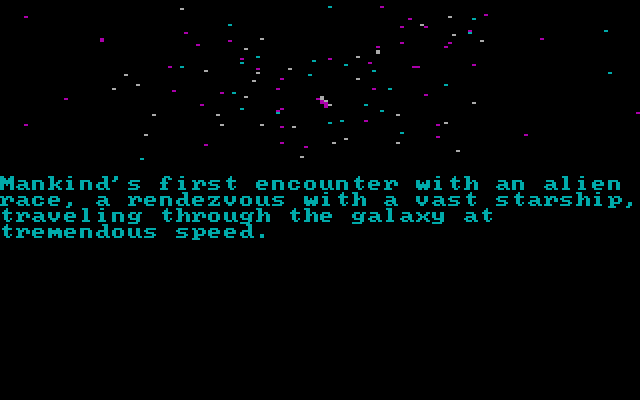 Mankind's first encounter with an alien
race, a rendezvous with a vast starship,
traveling through the galaxy at
tremendous speed.